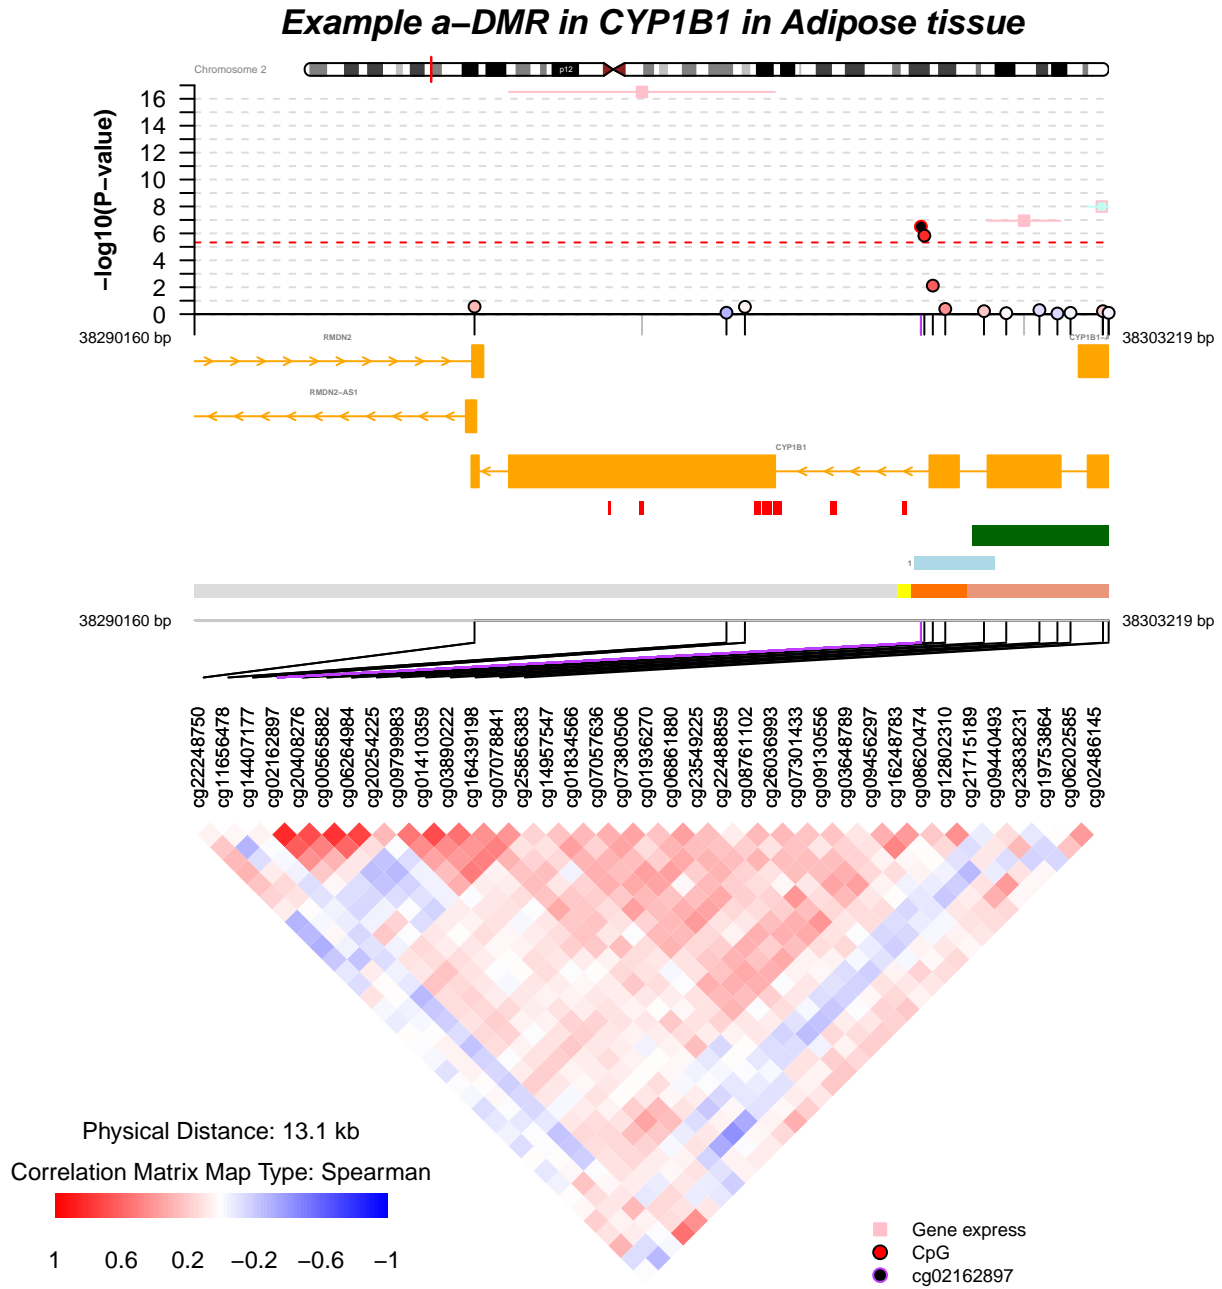 Example a–DMR in CYP1B1 in Adipose tissue
Chromosome 2
p12
−log10(P−value)
16
14
12
10
8
6
4
2
0
38290160 bp
38303219 bp
RMDN2
CYP1B1−A
RMDN2−AS1
CYP1B1
1
38290160 bp
38303219 bp
cg22248750
cg11656478
cg14407177
cg02162897
cg20408276
cg00565882
cg06264984
cg20254225
cg09799983
cg01410359
cg03890222
cg16439198
cg07078841
cg25856383
cg14957547
cg01834566
cg07057636
cg07380506
cg01936270
cg06861880
cg23549225
cg22488859
cg08761102
cg26036993
cg07301433
cg09130556
cg03648789
cg09456297
cg16248783
cg08620474
cg12802310
cg21715189
cg09440493
cg23838231
cg19753864
cg06202585
cg02486145
Physical Distance: 13.1 kb
Correlation Matrix Map Type: Spearman
1 0.6 0.2 −0.2 −0.6 −1
Gene express
CpG
cg02162897